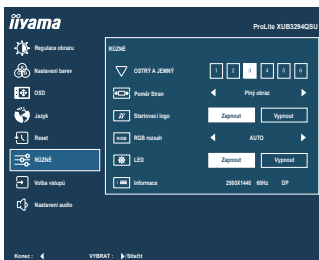 iiyama
ProLite XUB3294QSU
Regulace obrazu
Nastavení barev
OSD
Jazyk
Reset
RŮZNÉ
Volba vstupů
Nastavení audio
RŮZNÉ
OSTRÝ A JEMNÝ 1 2 3 4 5 6
Poměr Stran Plný obraz
Startovací logo Zapnout Vypnout
RGB RGB rozsah AUTO
LED Zapnout Vypnout
Informace 2560X1440 60Hz DP
Konec : VYBRAT : /Stlačit